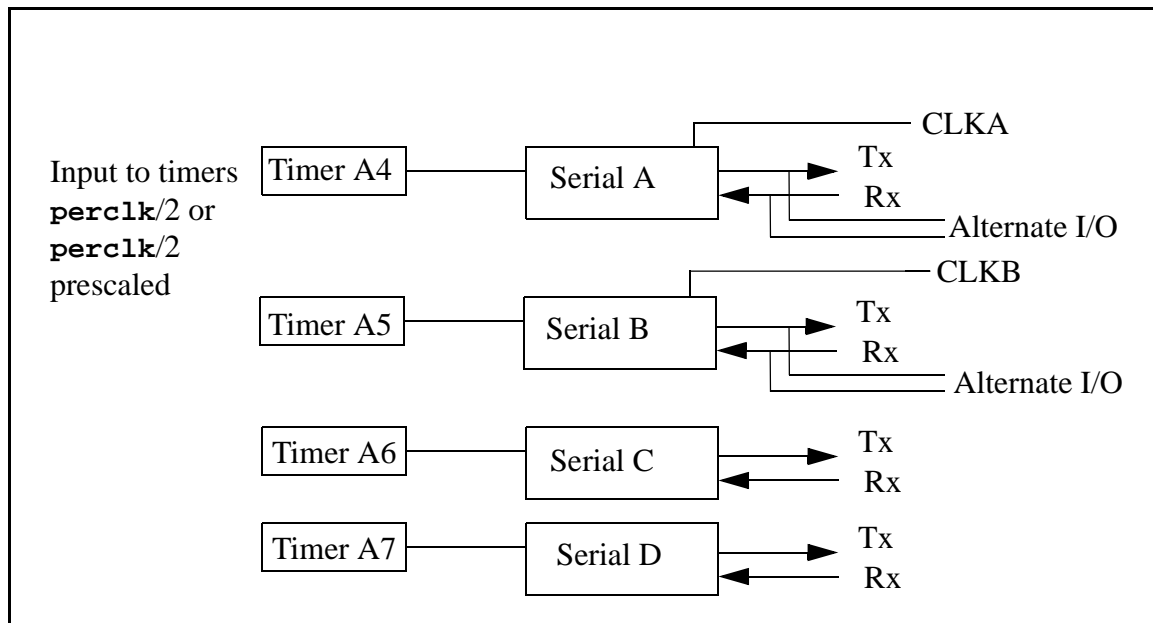 CLKA
Input to timers
perclk/2 or
perclk/2
prescaled
Timer A4
Serial A
Tx
Rx
Alternate I/O
CLKB
Timer A5
Serial B
Tx
Rx
Alternate I/O
Timer A6
Serial C
Tx
Rx
Timer A7
Serial D
Tx
Rx